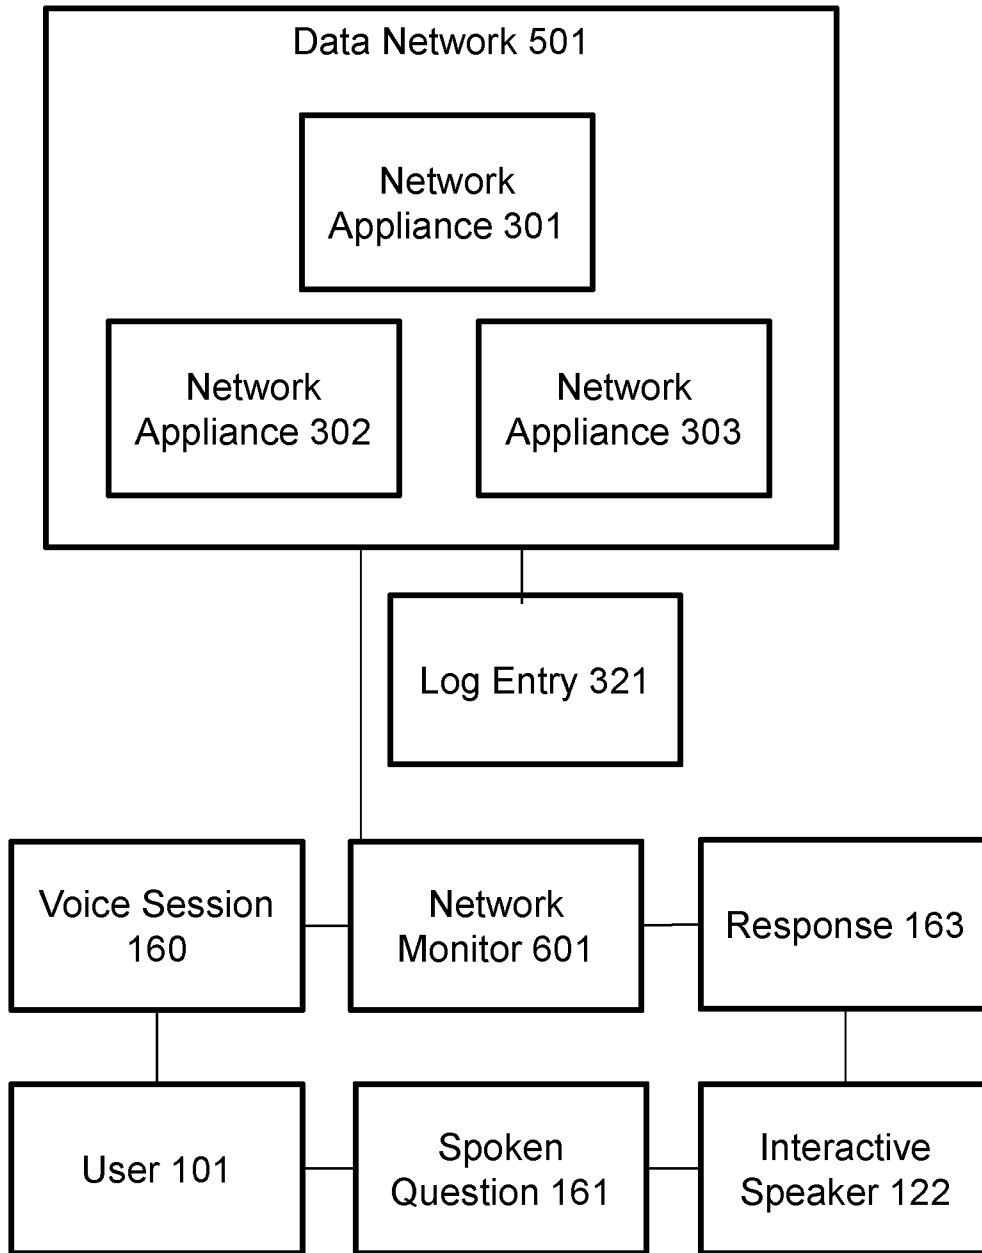 Data Network 501
Network
Appliance 301
Network
Appliance 302
Network
Appliance 303
Log Entry 321
Voice Session
160
Network
Monitor 601
Response 163
User 101
Spoken
Question 161
Interactive
Speaker 122